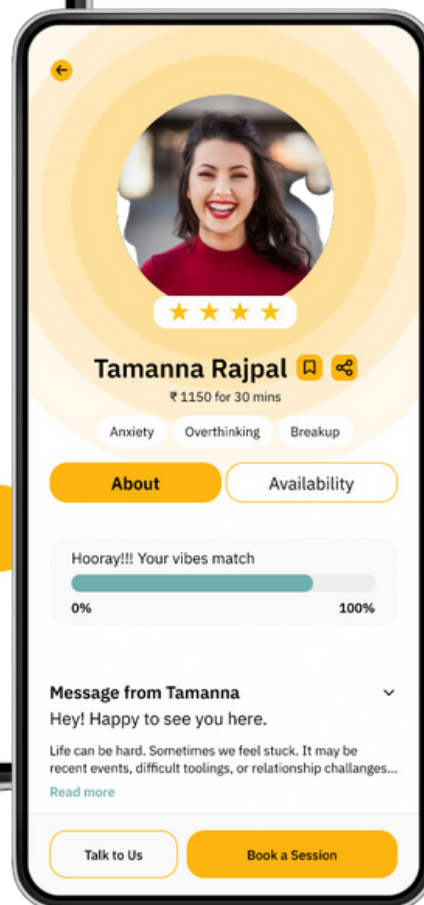 Tamanna Rajpal
₹ 1150 for 30 mins
Anxiety Overthinking Breakup
About Availability
Hooray!!! Your vibes match
0% 100%
Message from Tamanna
Hey! Happy to see you here.
Life can be hard. Sometimes we feel stuck. It may be
recent events, difficult toolings, or relationship challanges...
Read more
Talk to Us Book a Session